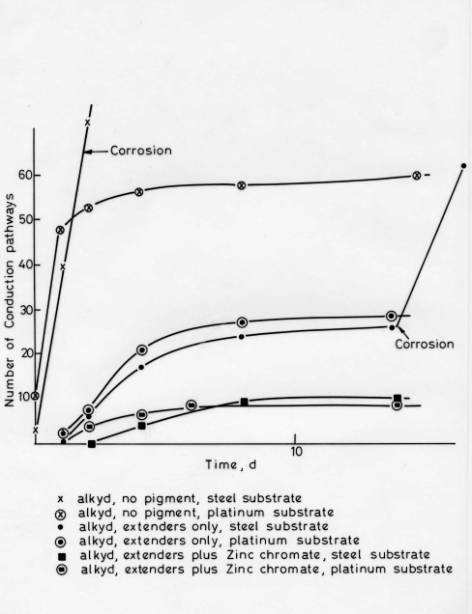 Corrosion
Number of Conduction pathways
60
50
40
30
20
10
0
Corrosion
10
Time, d
x alkyd, no pigment, steel substrate
ⓧ alkyd, no pigment, platinum substrate
• alkyd, extenders only, steel substrate
⊙ alkyd, extenders only, platinum substrate
■ alkyd, extenders plus Zinc chromate, steel substrate
alkyd, extenders plus Zinc chromate, platinum substrate